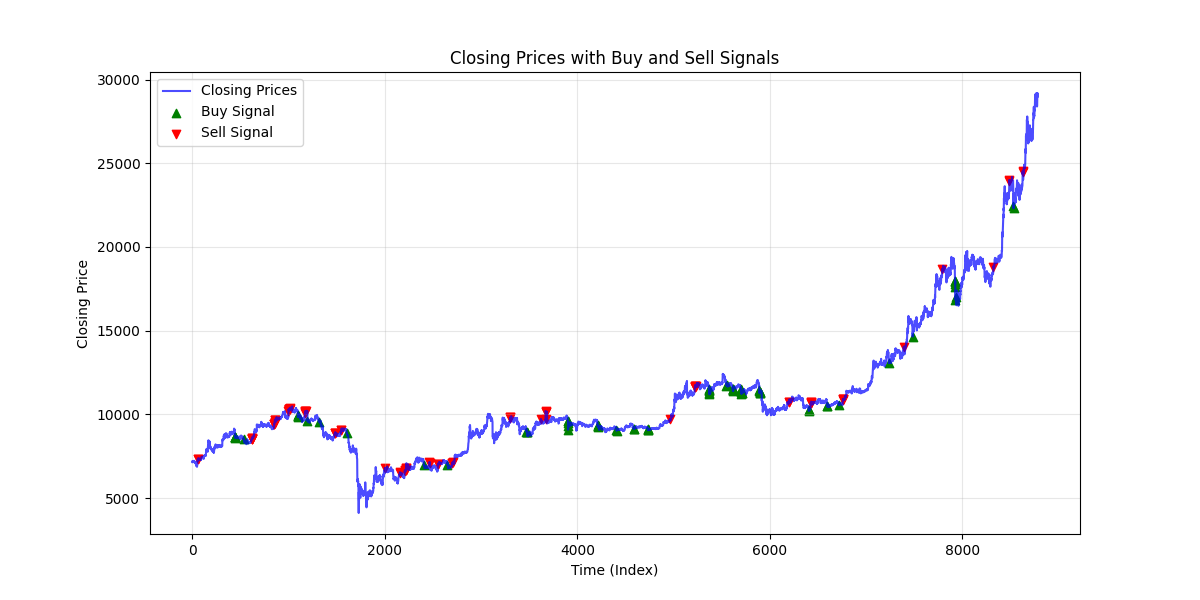 Closing Prices with Buy and Sell Signals
Closing Prices
Buy Signal
Sell Signal
30000
25000
20000
15000
10000
5000
Closing Price
0 2000 4000 6000 8000
Time (Index)